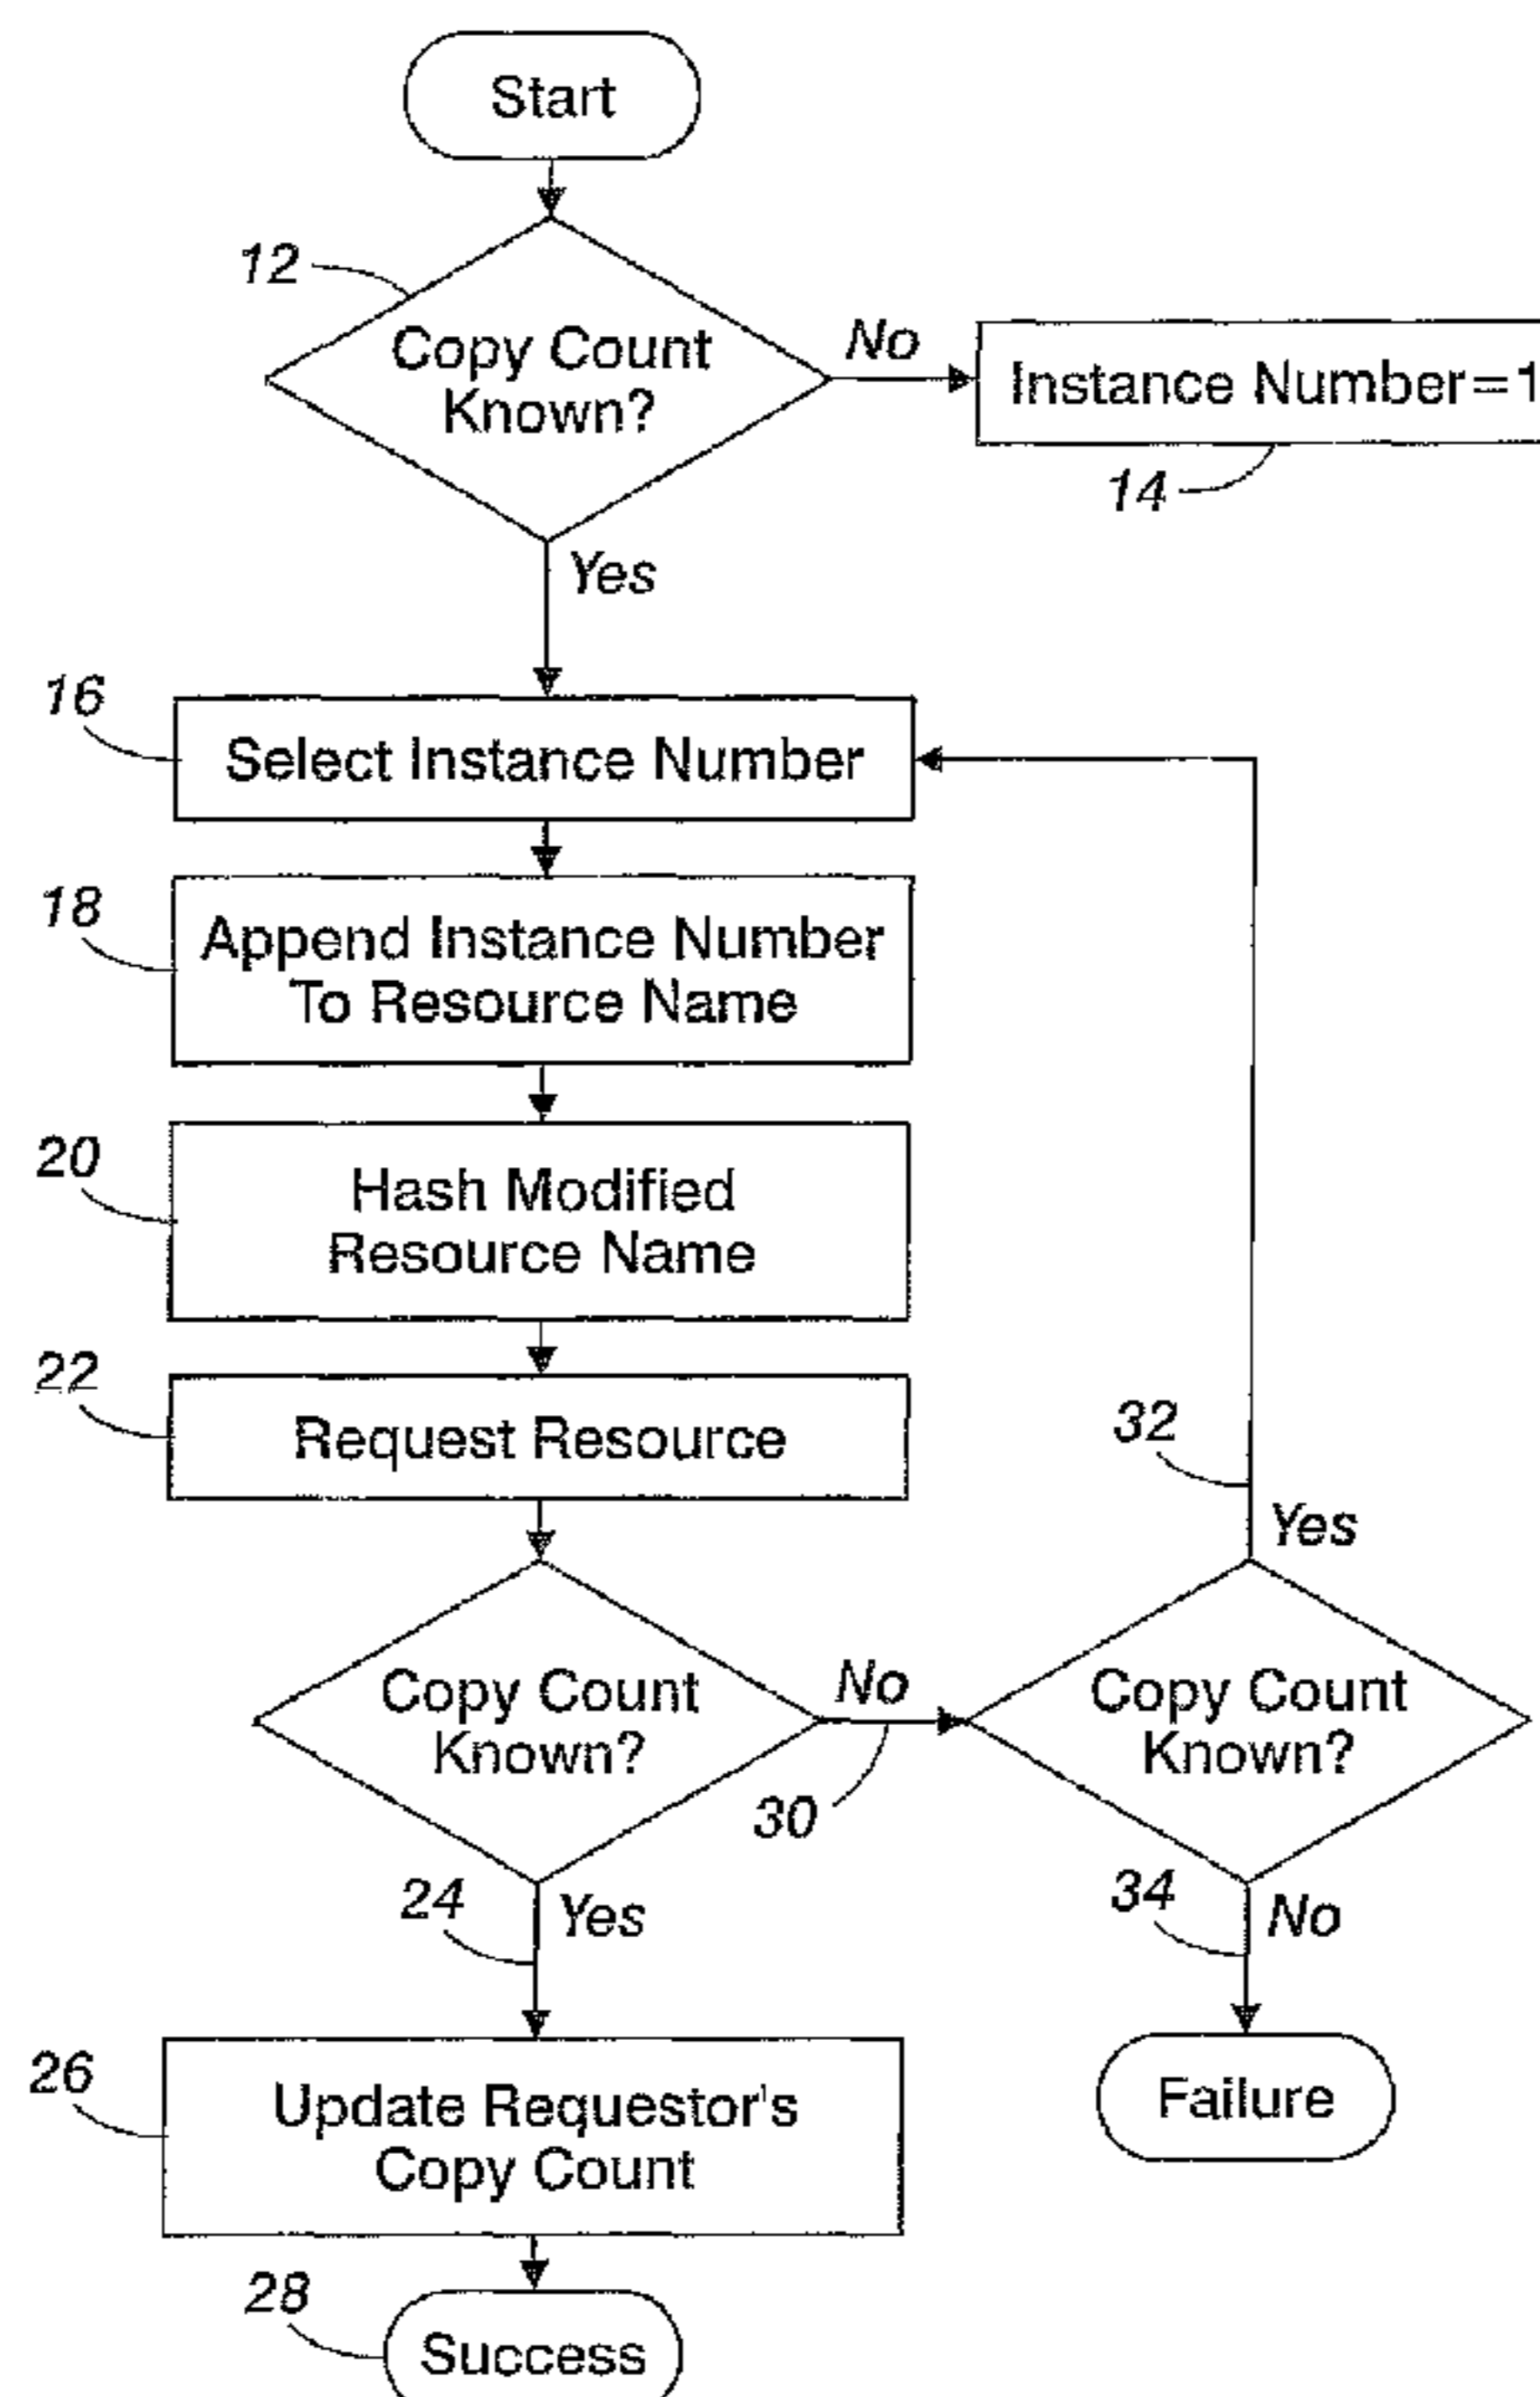 Start
12
Copy Count
Known?
No
Instance Number=1
14
Yes
16
Select Instance Number
18
Append Instance Number
To Resource Name
20
Hash Modified
Resource Name
22
Request Resource
32
Yes
Copy Count
Known?
No
30
Copy Count
Known?
24
Yes
34
No
26
Update Requestor's
Copy Count
Failure
28
Success